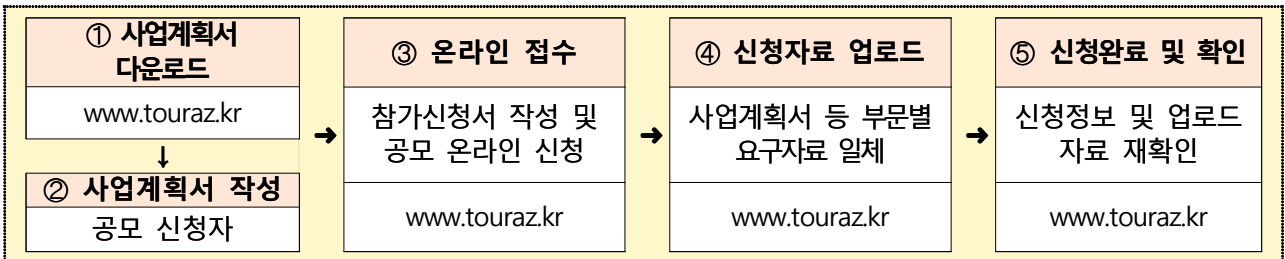 ① 사업계획서
다운로드
www.touraz.kr
↓
② 사업계획서 작성
공모 신청자
→
③ 온라인 접수
참가신청서 작성 및
공모 온라인 신청
www.touraz.kr
→
④ 신청자료 업로드
사업계획서 등 부문별
요구자료 일체
www.touraz.kr
→
⑤ 신청완료 및 확인
신청정보 및 업로드
자료 재확인
www.touraz.kr